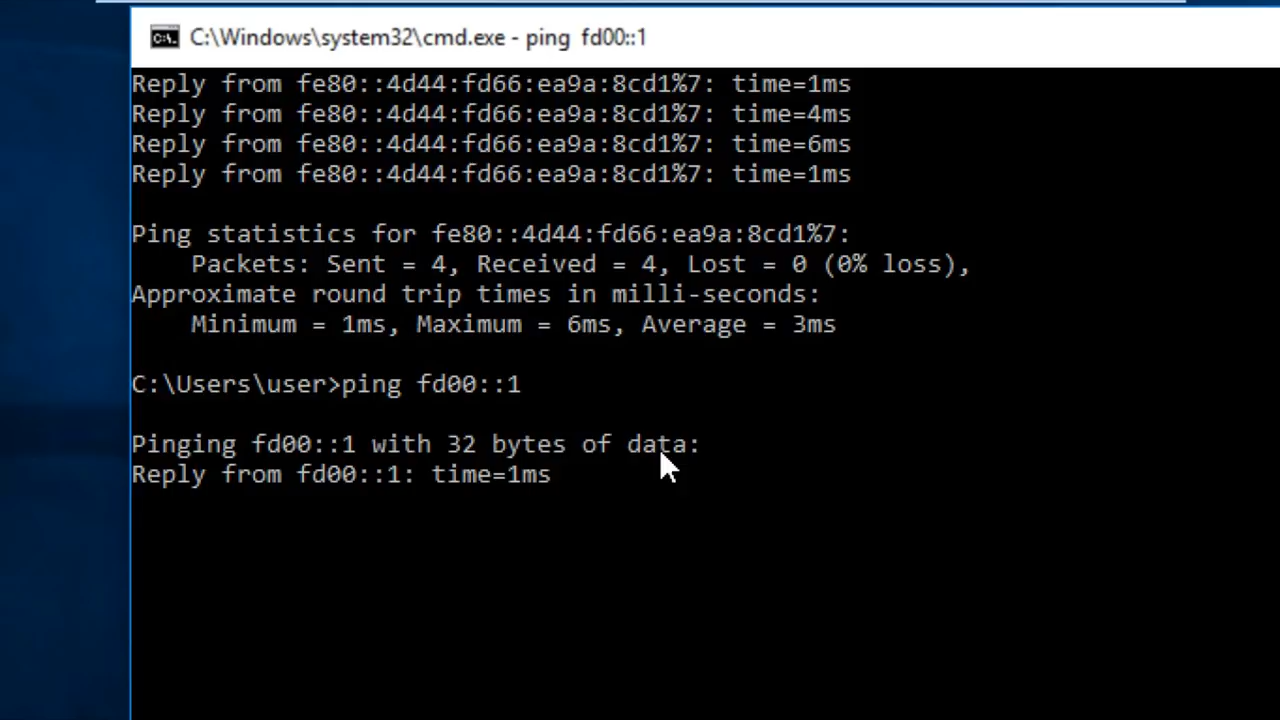 C:\Windows\system32\cmd.exe - ping  fd00::1
Reply from fe80::4d44:fd66:ea9a:8cd1%7: time=1ms
Reply from fe80::4d44:fd66:ea9a:8cd1%7: time=4ms
Reply from fe80::4d44:fd66:ea9a:8cd1%7: time=6ms
Reply from fe80::4d44:fd66:ea9a:8cd1%7: time=1ms
Ping statistics for fe80::4d44:fd66:ea9a:8cd1%7:
Packets: Sent = 4, Received = 4, Lost = 0 (0% loss),
Approximate round trip times in milli-seconds:
Minimum = 1ms, Maximum = 6ms, Average = 3ms
C:\Users\user>ping fd00::1
Pinging fd00::1 with 32 bytes of data:
Reply from fd00::1: time=1ms